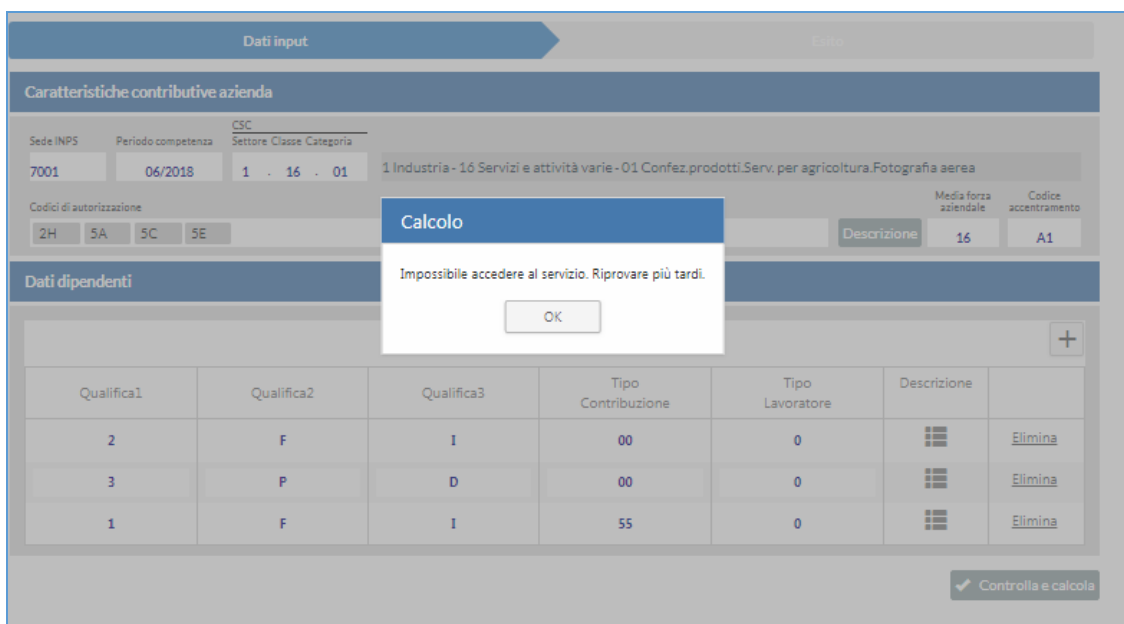 Dati input
Esito
Caratteristiche contributive azienda
CSC
Sede INPS Periodo competenza Settore Classe Categoria
7001 06/2018 1 . 16 . 01 1 Industria - 16 Servizi e attività varie - 01 Confez.prodotti.Serv. per agricoltura.Fotografia aerea
Codici di autorizzazione Media forza aziendale Codice accentramento
2H 5A 5C 5E Descrizione 16 A1
Calcolo
Impossibile accedere al servizio. Riprovare più tardi.
OK
Dati dipendenti
+
Qualifica1 Qualifica2 Qualifica3 Tipo Contribuzione Tipo Lavoratore Descrizione
2 F I 00 0 Elimina
3 P D 00 0 Elimina
1 F I 55 0 Elimina
Controlla e calcola